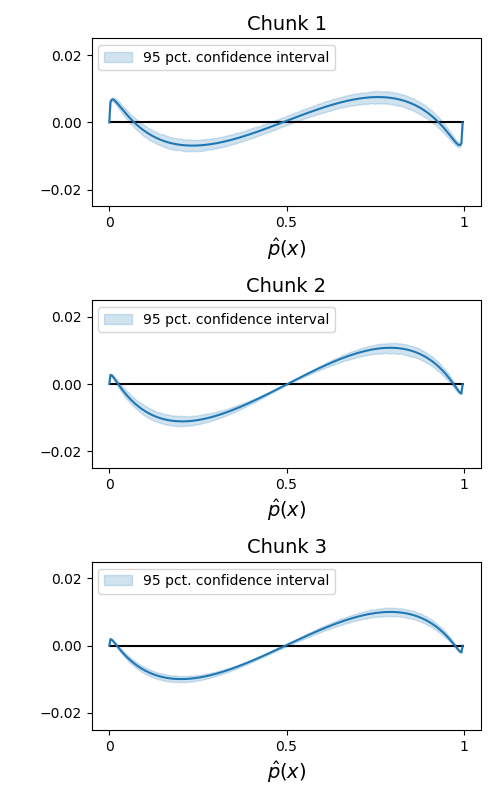 Chunk 1
0.02
95 pct. confidence interval
0.00
−0.02
0 0.5 1
p̂(x)
Chunk 2
0.02
95 pct. confidence interval
0.00
−0.02
0 0.5 1
p̂(x)
Chunk 3
0.02
95 pct. confidence interval
0.00
−0.02
0 0.5 1
p̂(x)